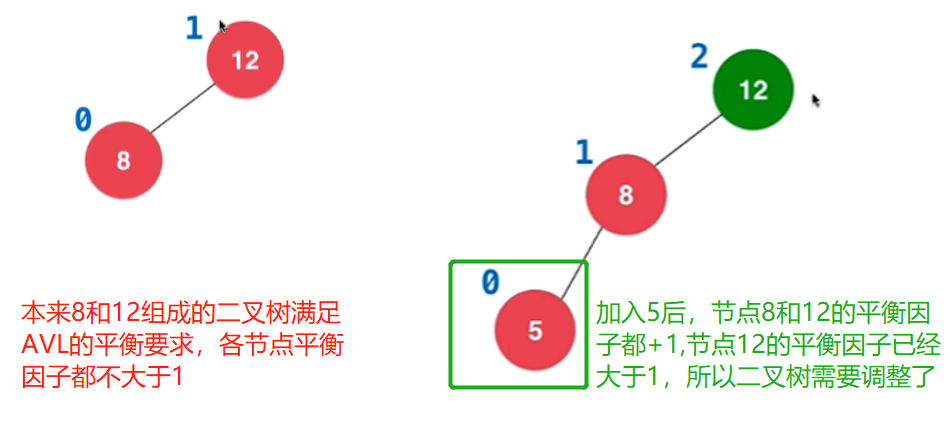 1
12
0
8
2
12
1
8
0
5
本来8和12组成的二叉树满足
AVL的平衡要求，各节点平衡
因子都不大于1
加入5后，节点8和12的平衡因
子都+1,节点12的平衡因子已经
大于1，所以二叉树需要调整了